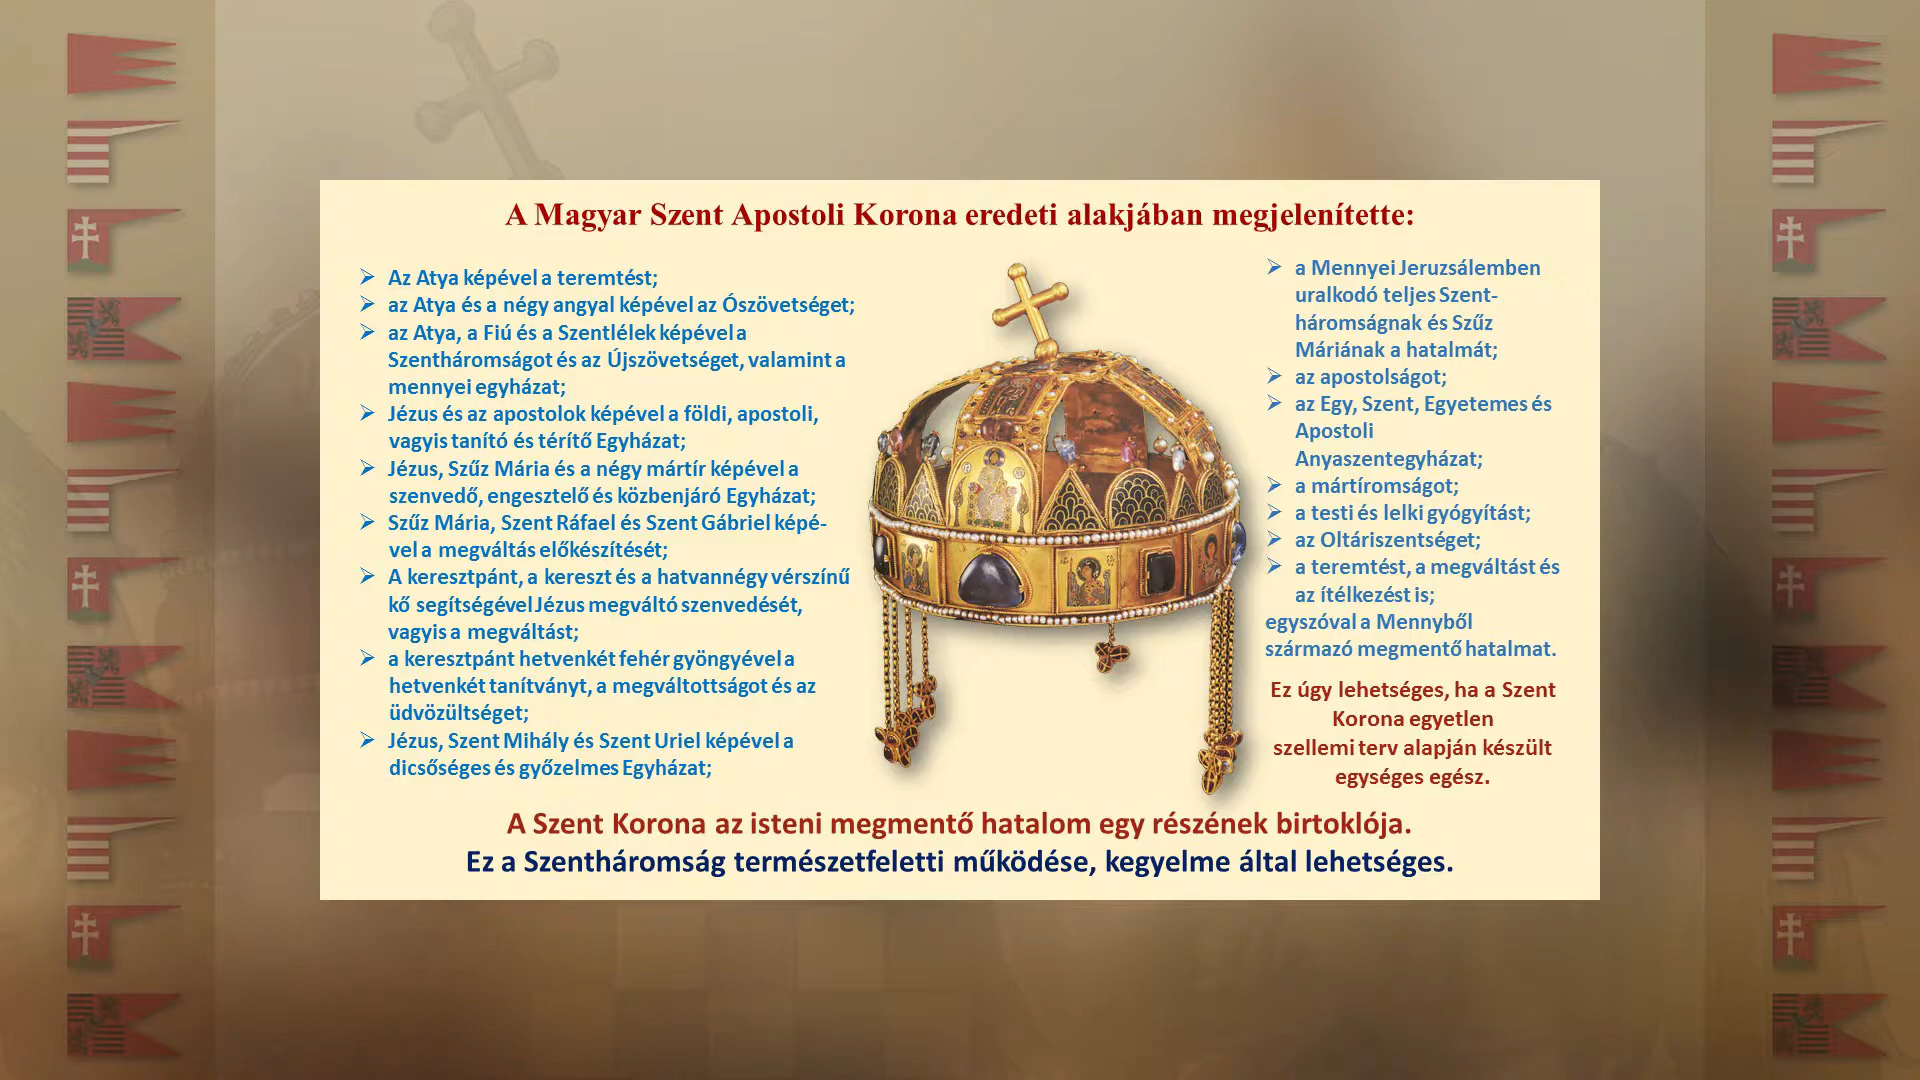 A Magyar Szent Apostoli Korona eredeti alakjában megjelenítette:
Az Atya képével a teremtést;
az Atya és a négy angyal képével az Ószövetséget;
az Atya, a Fiú és a Szentlélek képével a
Szentháromságot és az Újszövetséget, valamint a
mennyei egyházat;
Jézus és az apostolok képével a földi, apostoli,
vagyis tanító és térítő Egyházat;
Jézus, Szűz Mária és a négy mártír képével a
szenvedő, engesztelő és közbenjáró Egyházat;
Szűz Mária, Szent Ráfael és Szent Gábriel képé-
vel a megváltás előkészítését;
A keresztpánt, a kereszt és a hatvannégy vérszínű
kő segítségével Jézus megváltó szenvedését,
vagyis a megváltást;
a keresztpánt hetvenkét fehér gyöngyével a
hetvenkét tanítványt, a megváltottságot és az
üdvözültséget;
Jézus, Szent Mihály és Szent Uriel képével a
dicsőséges és győzelmes Egyházat;
a Mennyei Jeruzsálemben
uralkodó teljes Szent-
háromságnak és Szűz
Máriának a hatalmát;
az apostolságot;
az Egy, Szent, Egyetemes és
Apostoli
Anyaszentegyházat;
a mártíromságot;
a testi és lelki gyógyítást;
az Oltáriszentséget;
a teremtést, a megváltást és
az ítélkezést is;
egyszóval a Mennyből
származó megmentő hatalmat.
Ez úgy lehetséges, ha a Szent
Korona egyetlen
szellemi terv alapján készült
egységes egész.
A Szent Korona az isteni megmentő hatalom egy részének birtoklója.
Ez a Szentháromság természetfeletti működése, kegyelme által lehetséges.